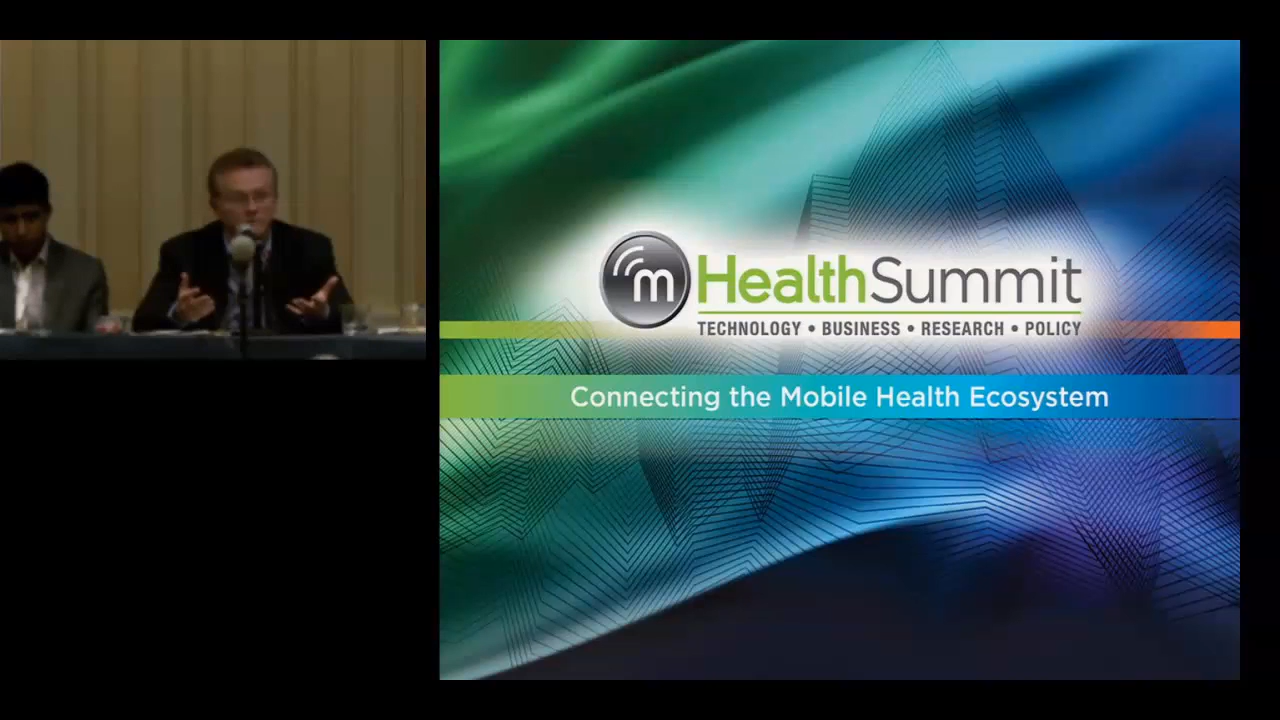 mHealthSummit
TECHNOLOGY • BUSINESS • RESEARCH • POLICY
Connecting the Mobile Health Ecosystem